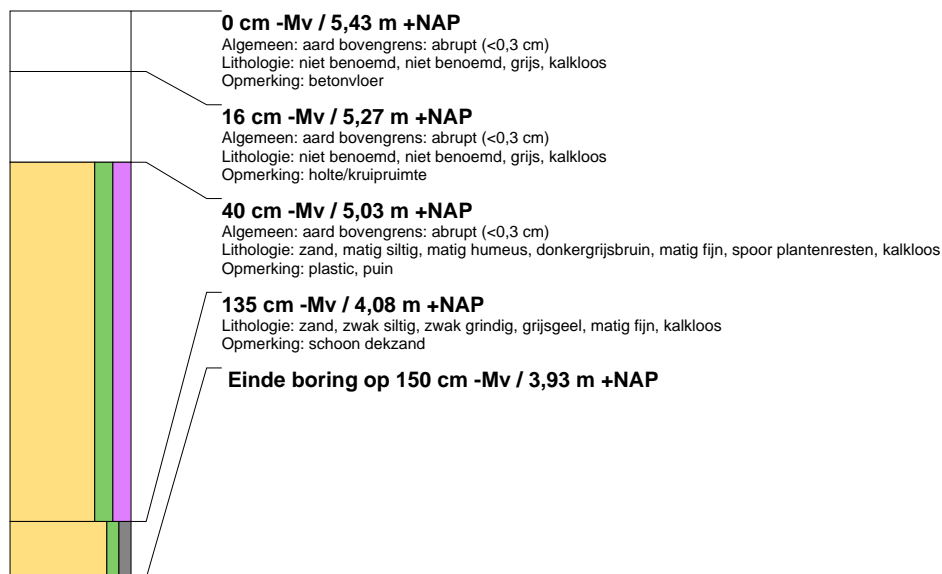 0 cm -Mv / 5,43 m +NAP
Algemeen: aard bovengrens: abrupt (<0,3 cm)
Lithologie: niet benoemd, niet benoemd, grijs, kalkloos
Opmerking: betonvloer
16 cm -Mv / 5,27 m +NAP
Algemeen: aard bovengrens: abrupt (<0,3 cm)
Lithologie: niet benoemd, niet benoemd, grijs, kalkloos
Opmerking: holte/kruipruimte
40 cm -Mv / 5,03 m +NAP
Algemeen: aard bovengrens: abrupt (<0,3 cm)
Lithologie: zand, matig siltig, matig humeus, donkergrijsbruin, matig fijn, spoor plantenresten, kalkloos
Opmerking: plastic, puin
135 cm -Mv / 4,08 m +NAP
Lithologie: zand, zwak siltig, zwak grindig, grijsgeel, matig fijn, kalkloos
Opmerking: schoon dekzand
Einde boring op 150 cm -Mv / 3,93 m +NAP